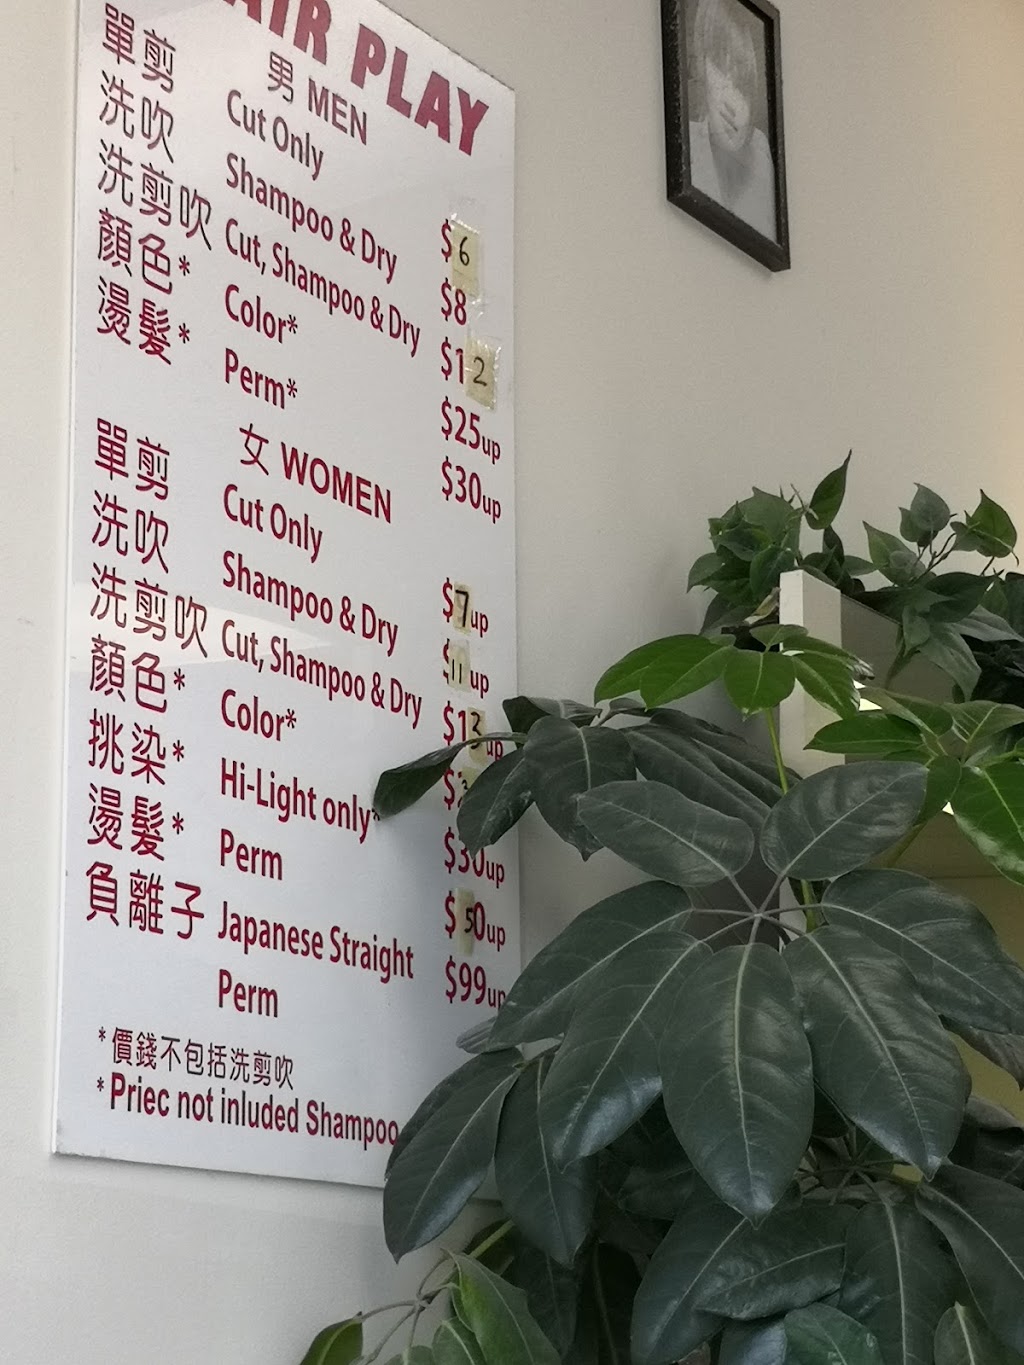 PLAY
男 MEN
單剪 Cut Only $6
洗吹 Shampoo & Dry $8
洗剪吹 Cut, Shampoo & Dry $12
顏色* Color* $25up
燙髮* Perm* $30up
女 WOMEN
單剪 Cut Only $7up
洗吹 Shampoo & Dry $11up
洗剪吹 Cut, Shampoo & Dry $13up
顏色* Color*
挑染* Hi-Light only* $30up
燙髮* Perm $50up
負離子 Japanese Straight $99up
Perm
*價錢不包括洗剪吹
*Priec not inluded Shampoo